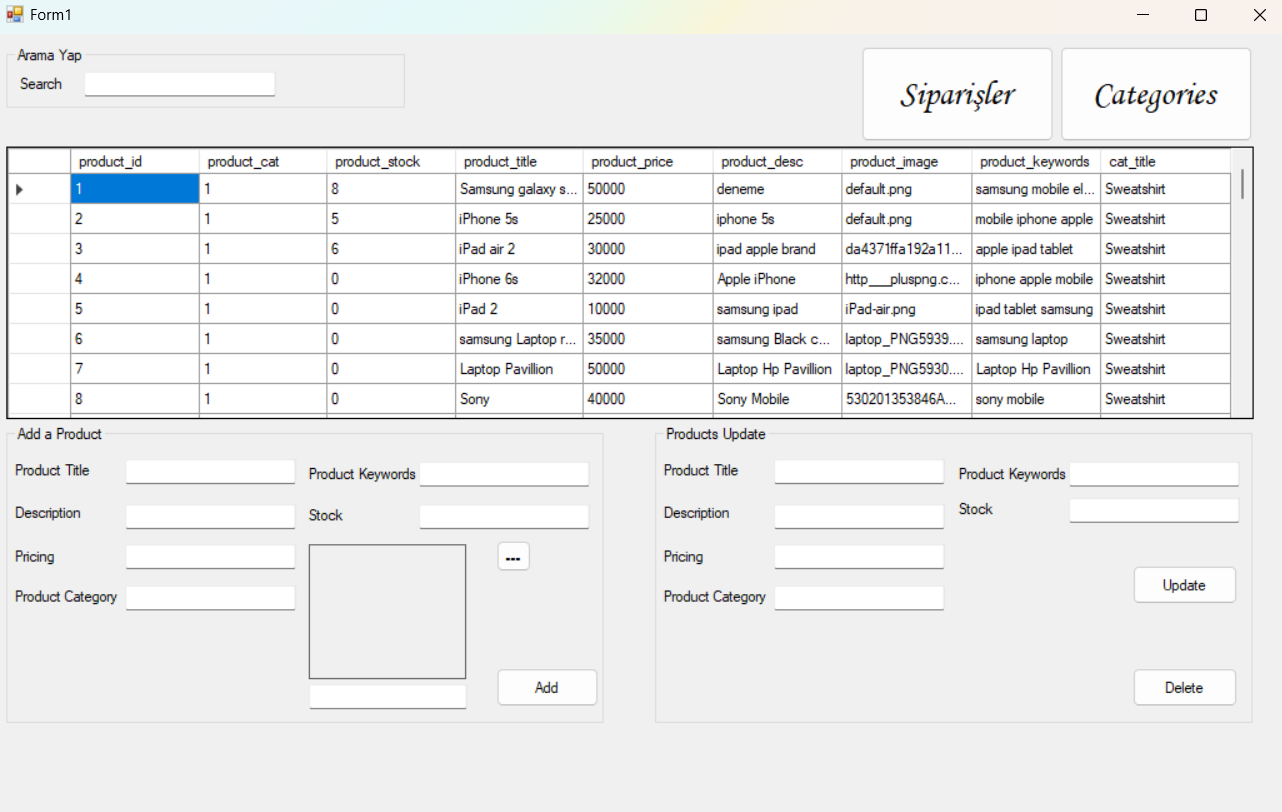 Form1
Arama Yap
Search
Siparişler
Categories
product_id product_cat product_stock product_title product_price product_desc product_image product_keywords cat_title
1 1 8 Samsung galaxy s... 50000 deneme default.png samsung mobile el... Sweatshirt
2 1 5 iPhone 5s 25000 iphone 5s default.png mobile iphone apple Sweatshirt
3 1 6 iPad air 2 30000 ipad apple brand da4371ffa192a11... apple ipad tablet Sweatshirt
4 1 0 iPhone 6s 32000 Apple iPhone http___pluspng.c... iphone apple mobile Sweatshirt
5 1 0 iPad 2 10000 samsung ipad iPad-air.png ipad tablet samsung Sweatshirt
6 1 0 samsung Laptop r... 35000 samsung Black c... laptop_PNG5939.... samsung laptop Sweatshirt
7 1 0 Laptop Pavillion 50000 Laptop Hp Pavillion laptop_PNG5930.... Laptop Hp Pavillion Sweatshirt
8 1 0 Sony 40000 Sony Mobile 530201353846A... sony mobile Sweatshirt
Add a Product
Product Title
Product Keywords
Description
Stock
Pricing
...
Product Category
Add
Products Update
Product Title
Product Keywords
Description
Stock
Pricing
Product Category
Update
Delete